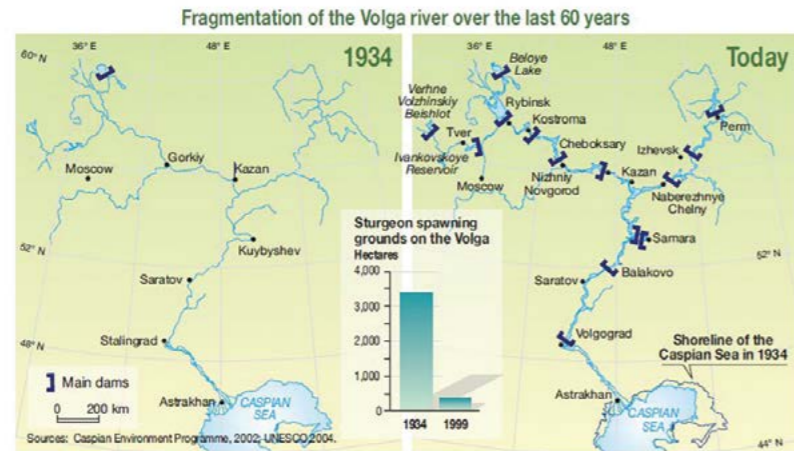 Fragmentation of the Volga river over the last 60 years
60° N
36° E
48° E
1934
Moscow
Gorkiy
Kazan
Kuybyshev
52° N
Saratov
Stalingrad
48° N
Main dams
0 200 km
Astrakhan
CASPIAN
SEA
Sources: Caspian Environment Programme, 2002; UNESCO 2004.
36° E
48° E
Today
Beloye
Lake
Verhne
Volzhinskiy
Beishlot
Rybinsk
Kostroma
Tver
Cheboksary
Perm
Izhevsk
Ivankovskoye
Reservoir
Moscow
Nizhniy
Novgorod
Kazan
Naberezhnye
Chelny
Sturgeon spawning
grounds on the Volga
Hectares
4,000
3,000
2,000
1,000
0
1934 1999
Samara
52° N
Saratov
Balakovo
Volgograd
Shoreline of the
Caspian Sea in 1934
Astrakhan
CASPIAN
SEA
44° N